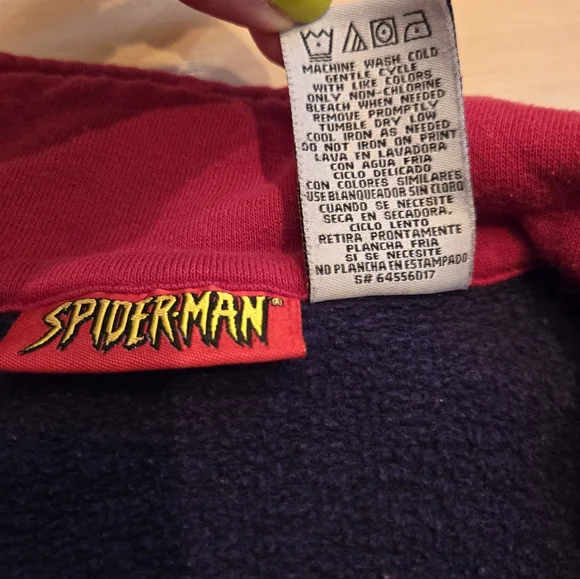 MACHINE WASH COLD
GENTLE CYCLE
WITH LIKE COLORS
ONLY NON-CHLORINE
BLEACH WHEN NEEDED
REMOVE PROMPTLY
TUMBLE DRY LOW
COOL IRON AS NEEDED
DO NOT IRON ON PRINT
LAVA EN LAVADORA
CON AGUA FRIA
CICLO DELICADO
CON COLORES SIMILARES
USE BLANQUEADOR SIN CLORO
CUANDO SE NECESITE
SECA EN SECADORA.
CICLO LENTO
RETIRA PRONTAMENTE
PLANCHA FRIA
SI SE NECESITE
NO PLANCHA EN ESTAMPADO
S# 64556017
SPIDER-MAN®